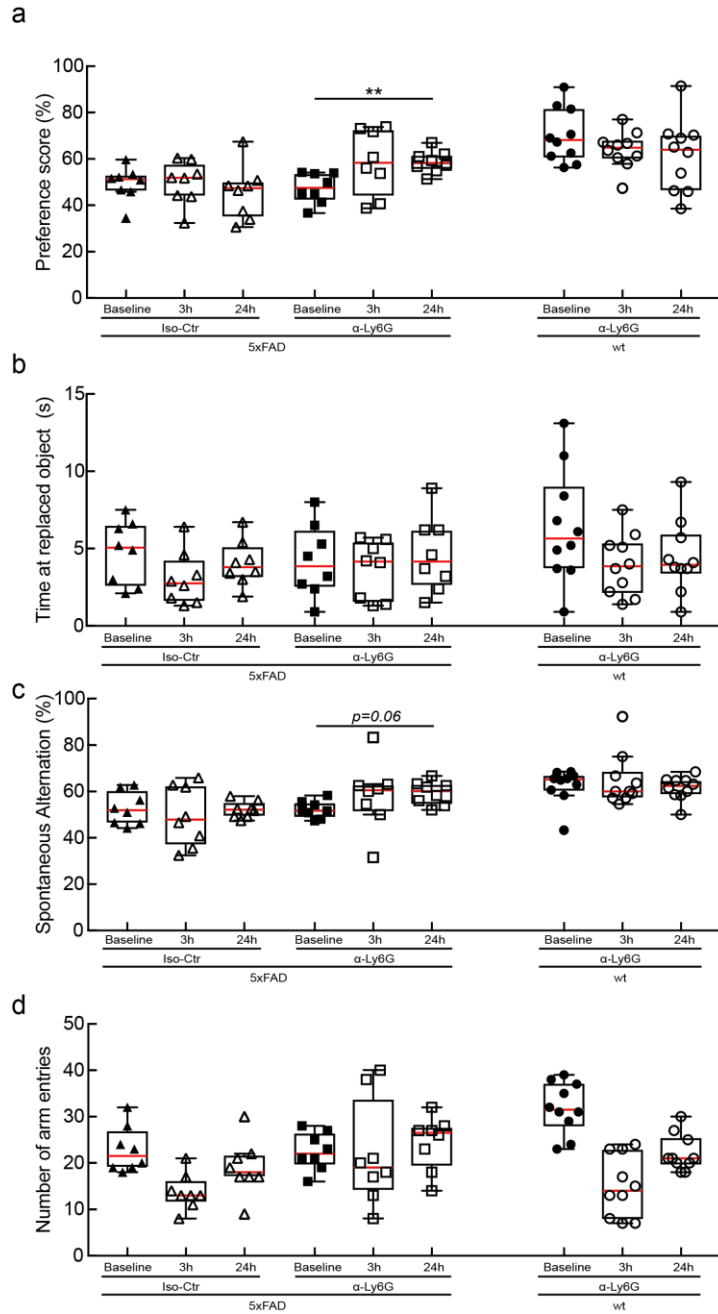 a
Preference score (%)
100
80
60
40
20
0
**
Baseline 3h 24h Baseline 3h 24h Baseline 3h 24h
Iso-Ctr α-Ly6G α-Ly6G
5xFAD wt
b
Time at replaced object (s)
15
10
5
0
Baseline 3h 24h Baseline 3h 24h Baseline 3h 24h
Iso-Ctr α-Ly6G α-Ly6G
5xFAD wt
c
Spontaneous Alternation (%)
100
80
60
40
20
0
p=0.06
Baseline 3h 24h Baseline 3h 24h Baseline 3h 24h
Iso-Ctr α-Ly6G α-Ly6G
5xFAD wt
d
Number of arm entries
50
40
30
20
10
0
Baseline 3h 24h Baseline 3h 24h Baseline 3h 24h
Iso-Ctr α-Ly6G α-Ly6G
5xFAD wt